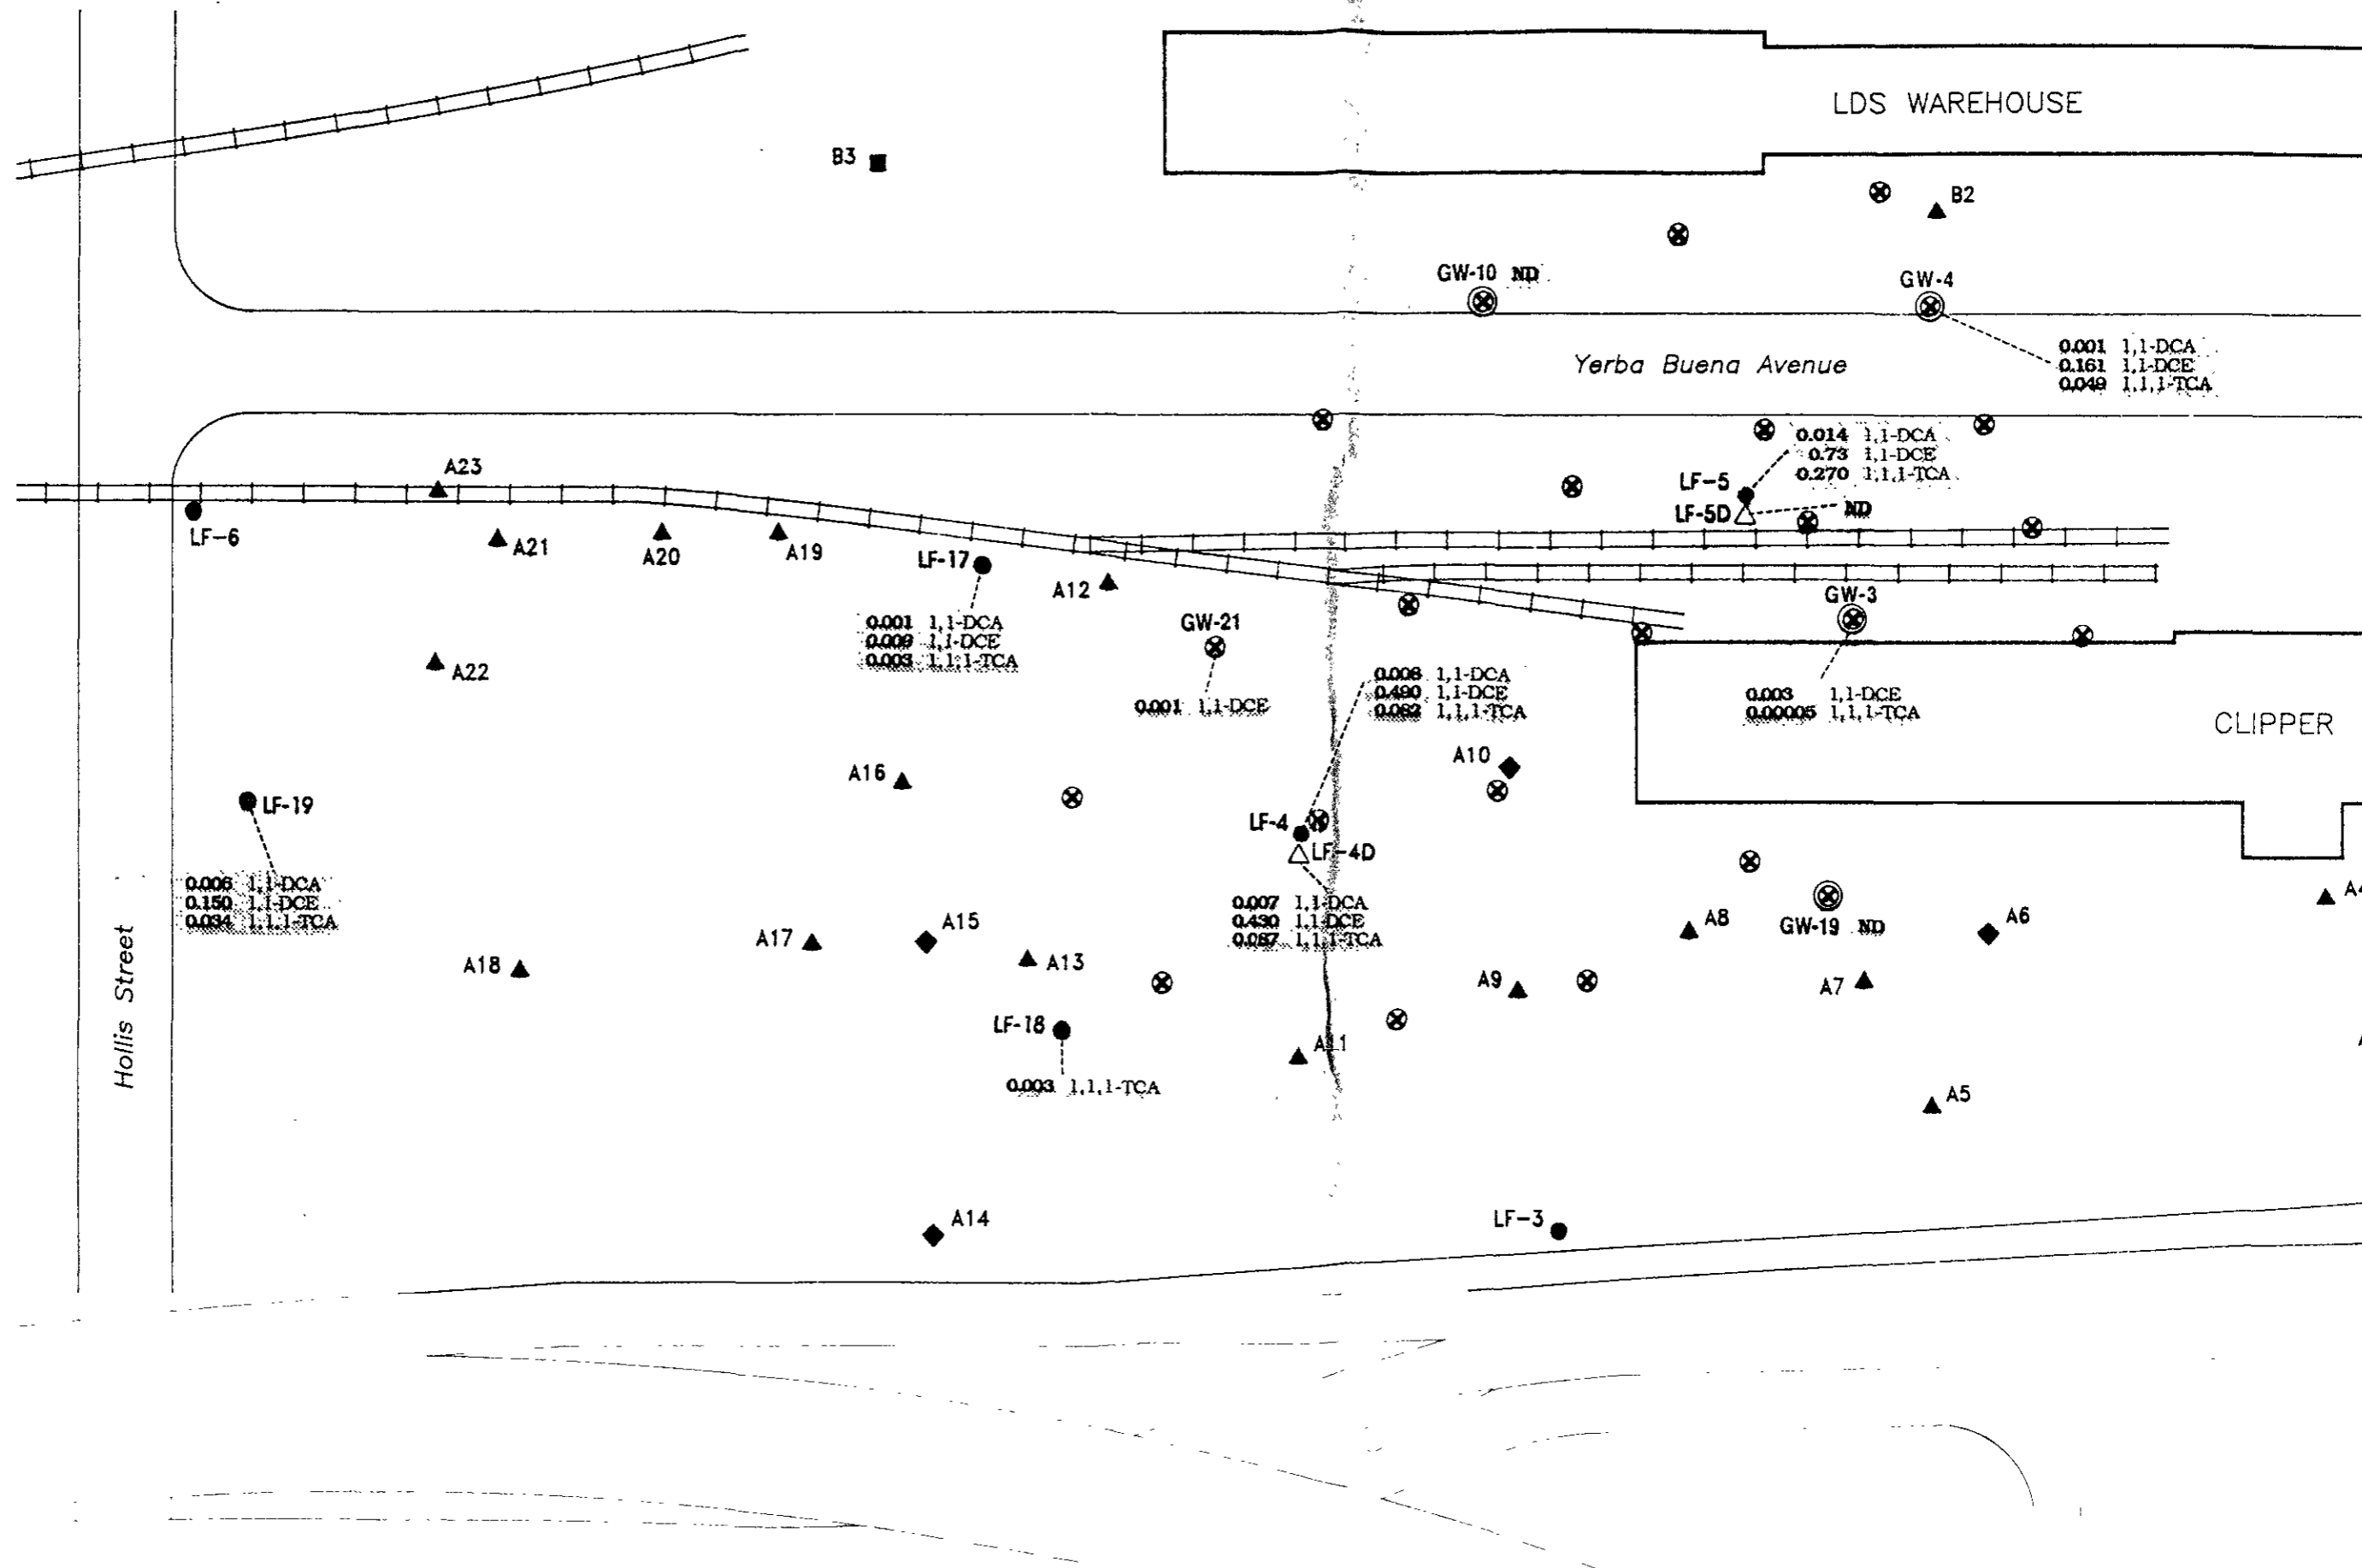 LDS WAREHOUSE
B3
B2
GW-10 ND
GW-4
Yerba Buena Avenue
0.001 1,1-DCA
0.161 1,1-DCE
0.049 1,1,1-TCA
0.014 1,1-DCA
0.73 1,1-DCE
0.270 1,1,1-TCA
A23
LF-5
LF-5D
ND
LF-6
A21
A20
A19
LF-17
A12
GW-3
0.001 1,1-DCA
0.009 1,1-DCE
0.003 1,1,1-TCA
GW-21
A22
0.001 1,1-DCE
0.006 1,1-DCA
0.490 1,1-DCE
0.082 1,1,1-TCA
0.003 1,1-DCE
0.00005 1,1,1-TCA
CLIPPER
A10
A16
LF-19
LF-4
LF-4D
0.006 1,1-DCA
0.150 1,1-DCE
0.034 1,1,1-TCA
0.007 1,1-DCA
0.430 1,1-DCE
0.087 1,1,1-TCA
A4
A15
A17
A13
A18
A8
GW-19 ND
A6
A9
A7
Hollis Street
LF-18
A11
0.003 1,1,1-TCA
A5
A14
LF-3